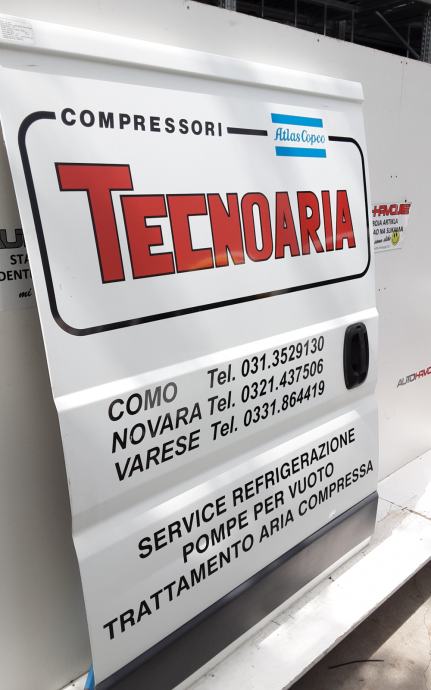 COMPRESSORI
Atlas Copco
TECNOARIA
COMO Tel. 031.3529130
NOVARA Tel. 0321.437506
VARESE Tel. 0331.864419
SERVICE REFRIGERAZIONE
POMPE PER VUOTO
TRATTAMENTO ARIA COMPRESSA